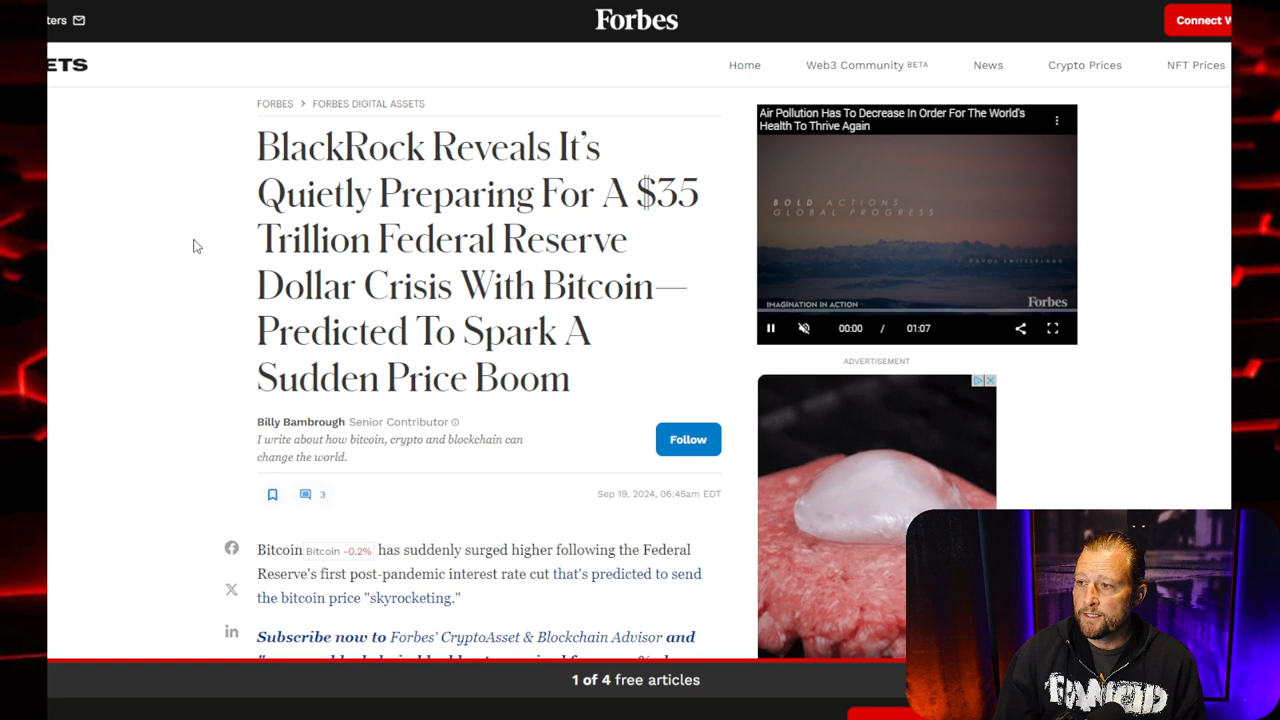 ters
Forbes
Connect W
ETS
Home
Web3 Community BETA
News
Crypto Prices
NFT Prices
FORBES > FORBES DIGITAL ASSETS
BlackRock Reveals It’s
Quietly Preparing For A $35
Trillion Federal Reserve
Dollar Crisis With Bitcoin—
Predicted To Spark A
Sudden Price Boom
Billy Bambrough Senior Contributor
I write about how bitcoin, crypto and blockchain can
change the world.
Follow
3
Sep 19, 2024, 06:45am EDT
Bitcoin Bitcoin -0.2% has suddenly surged higher following the Federal
Reserve's first post-pandemic interest rate cut that's predicted to send
the bitcoin price "skyrocketing."
Subscribe now to Forbes' CryptoAsset & Blockchain Advisor and
1 of 4 free articles
Air Pollution Has To Decrease In Order For The World's
Health To Thrive Again
BOLD ACTIONS
GLOBAL PROGRESS
IMAGINATION IN ACTION
Forbes
00:00 / 01:07
ADVERTISEMENT
RANCID